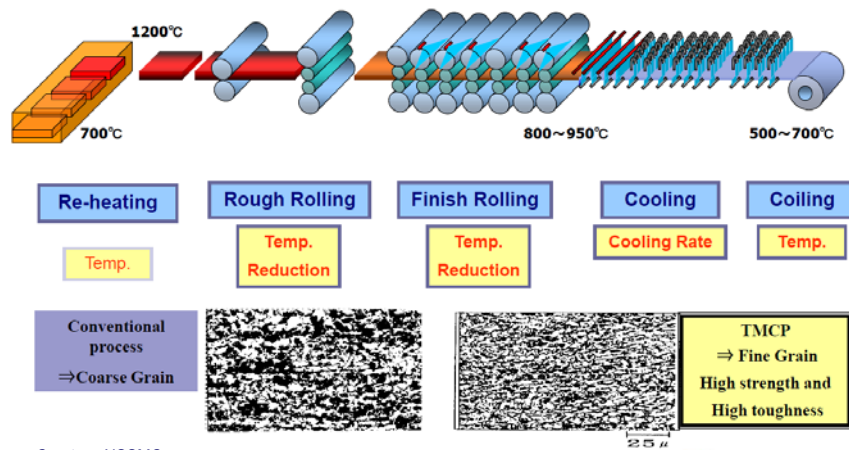 1200℃
700℃
800～950℃
500～700℃
Re-heating
Rough Rolling
Finish Rolling
Cooling
Coiling
Temp.
Temp.
Reduction
Temp.
Reduction
Cooling Rate
Temp.
Conventional
process
⇒Coarse Grain
TMCP
⇒ Fine Grain
High strength and
High toughness
25 μ